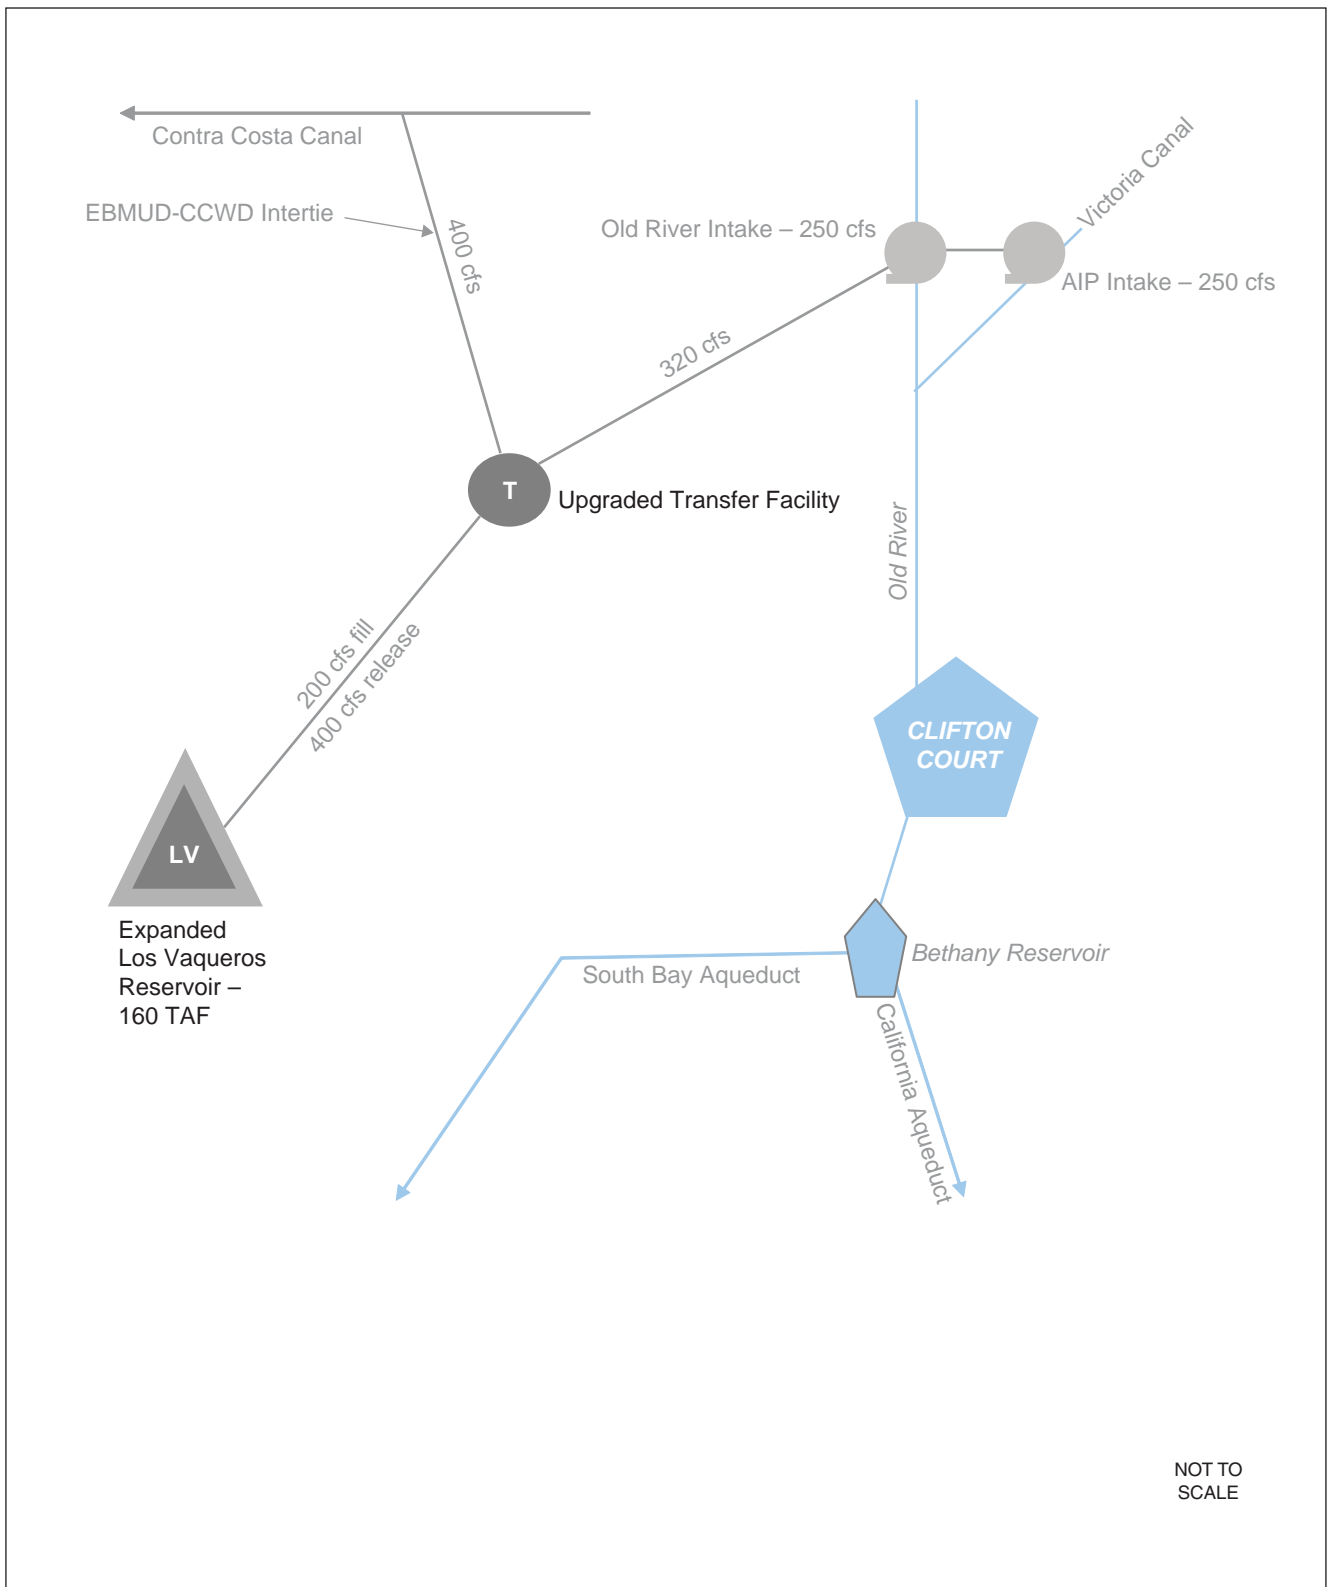 Contra Costa Canal
Victoria Canal
EBMUD-CCWD Intertie
400 cfs
Old River Intake – 250 cfs
AIP Intake – 250 cfs
320 cfs
T
Upgraded Transfer Facility
Old River
200 cfs fill
400 cfs release
CLIFTON
COURT
LV
Expanded
Los Vaqueros
Reservoir –
160 TAF
Bethany Reservoir
South Bay Aqueduct
California Aqueduct
NOT TO
SCALE